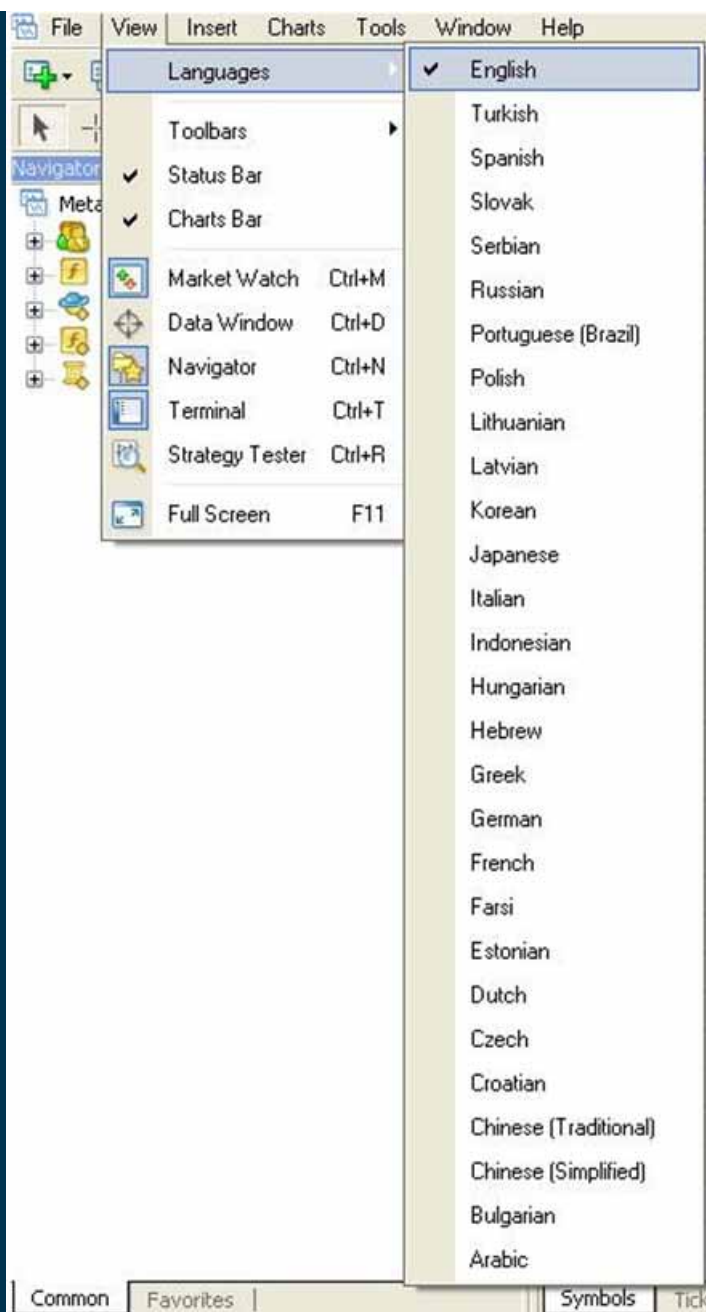 File View Insert Charts Tools Window Help
Languages
Toolbars
Status Bar
Charts Bar
Market Watch Ctrl+M
Data Window Ctrl+D
Navigator Ctrl+N
Terminal Ctrl+T
Strategy Tester Ctrl+R
Full Screen F11
English
Turkish
Spanish
Slovak
Serbian
Russian
Portuguese (Brazil)
Polish
Lithuanian
Latvian
Korean
Japanese
Italian
Indonesian
Hungarian
Hebrew
Greek
German
French
Farsi
Estonian
Dutch
Czech
Croatian
Chinese (Traditional)
Chinese (Simplified)
Bulgarian
Arabic
Navigator
Meta
Common Favorites
Symbols Tick